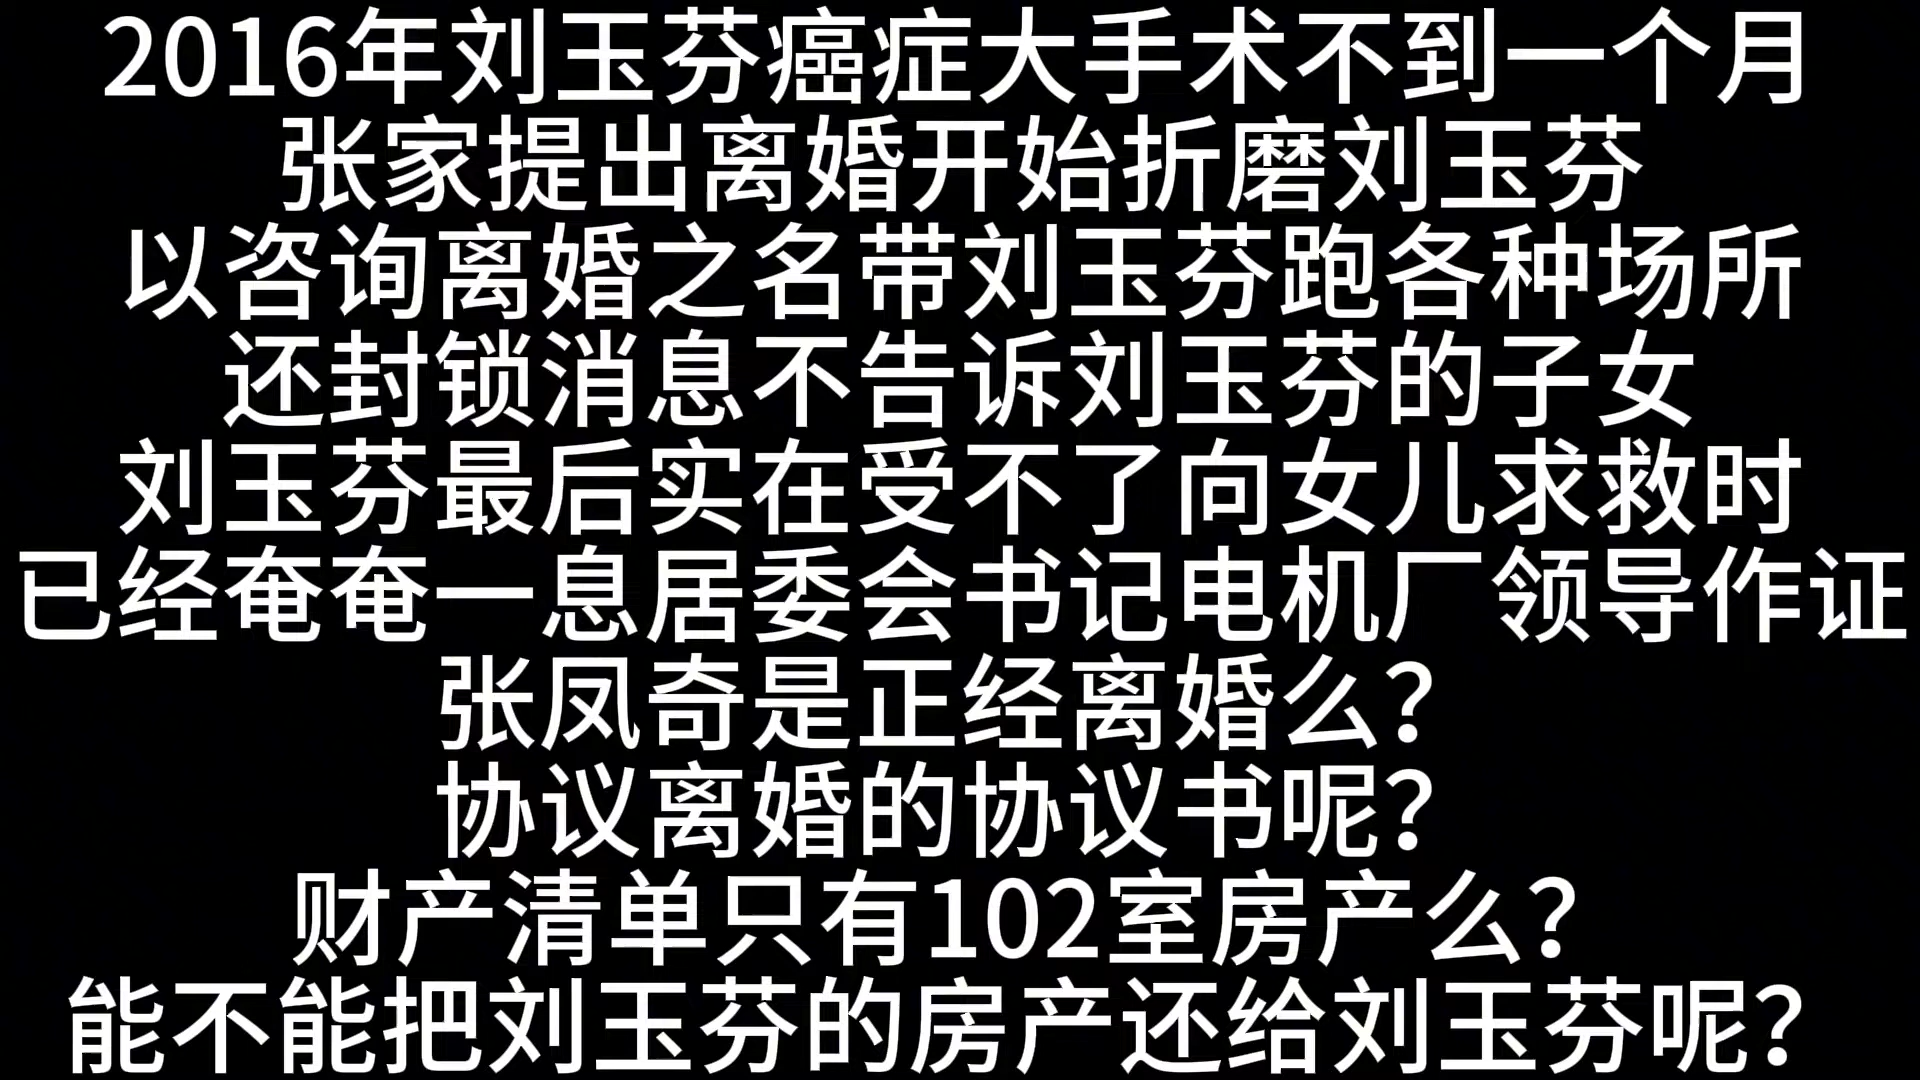 2016年刘玉芬癌症大手术不到一个月
张家提出离婚开始折磨刘玉芬
以咨询离婚之名带刘玉芬跑各种场所
还封锁消息不告诉刘玉芬的子女
刘玉芬最后实在受不了向女儿求救时
已经奄奄一息居委会书记电机厂领导作证
张凤奇是正经离婚么？
协议离婚的协议书呢？
财产清单只有102室房产么？
能不能把刘玉芬的房产还给刘玉芬呢？